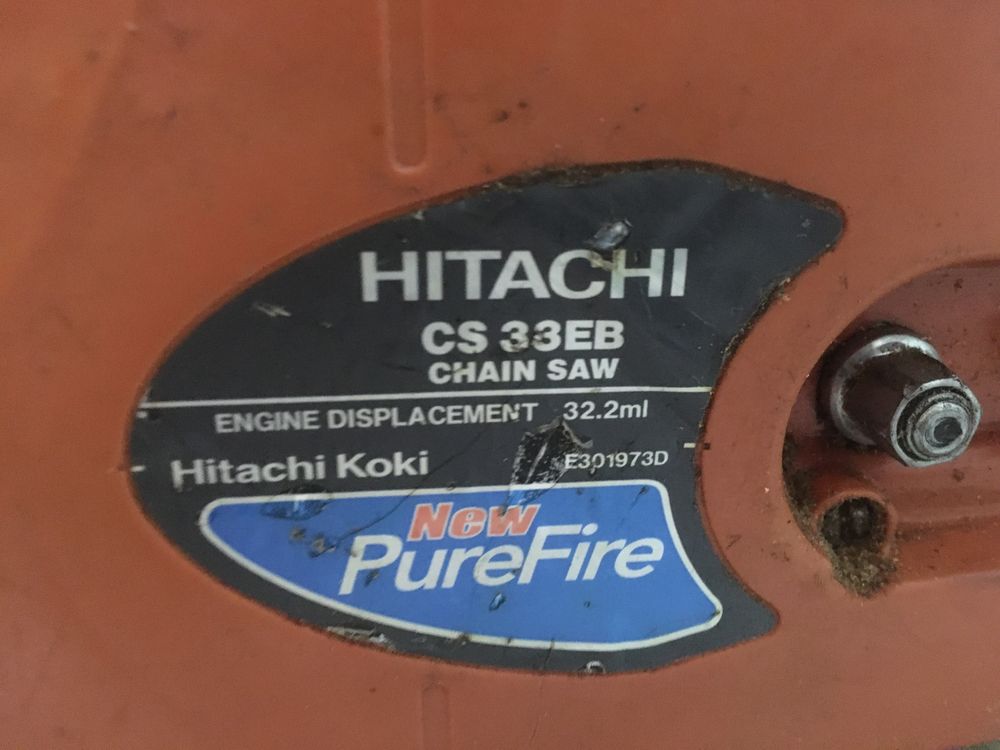 HITACHI
CS 33EB
CHAIN SAW
ENGINE DISPLACEMENT 32.2ml
Hitachi Koki E301973D
New
PureFire